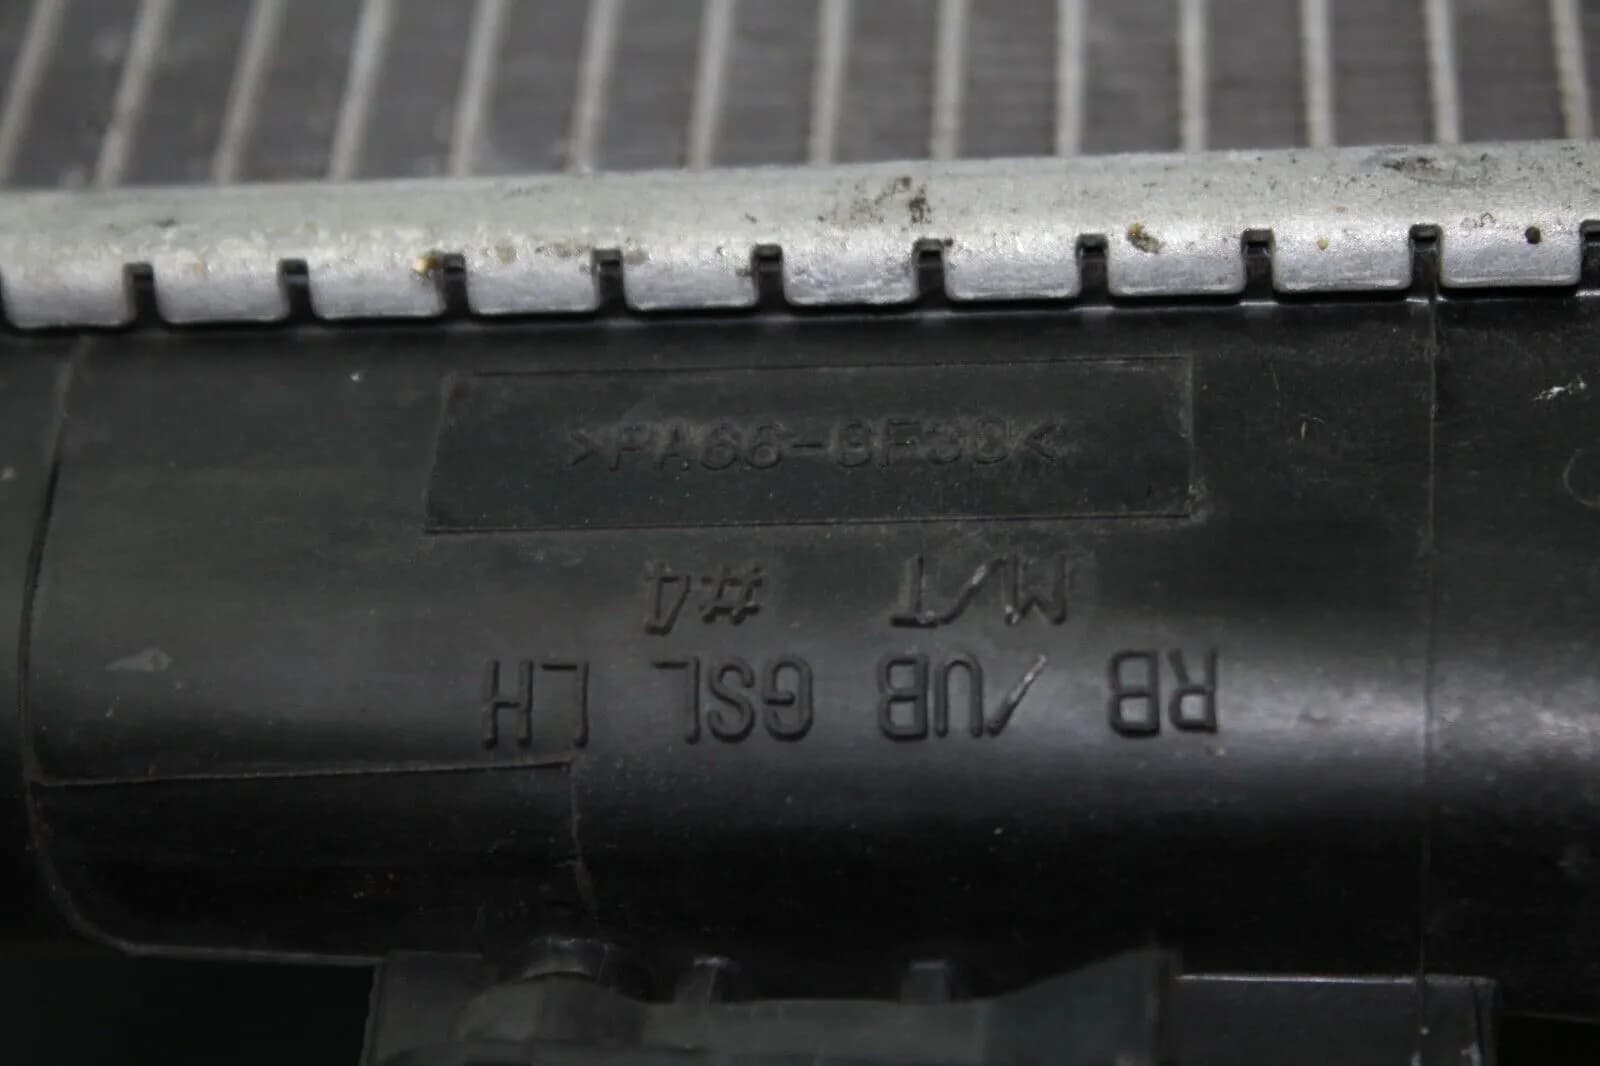 >PA66-GF30<
RB /UB GSL LH
M/T #4